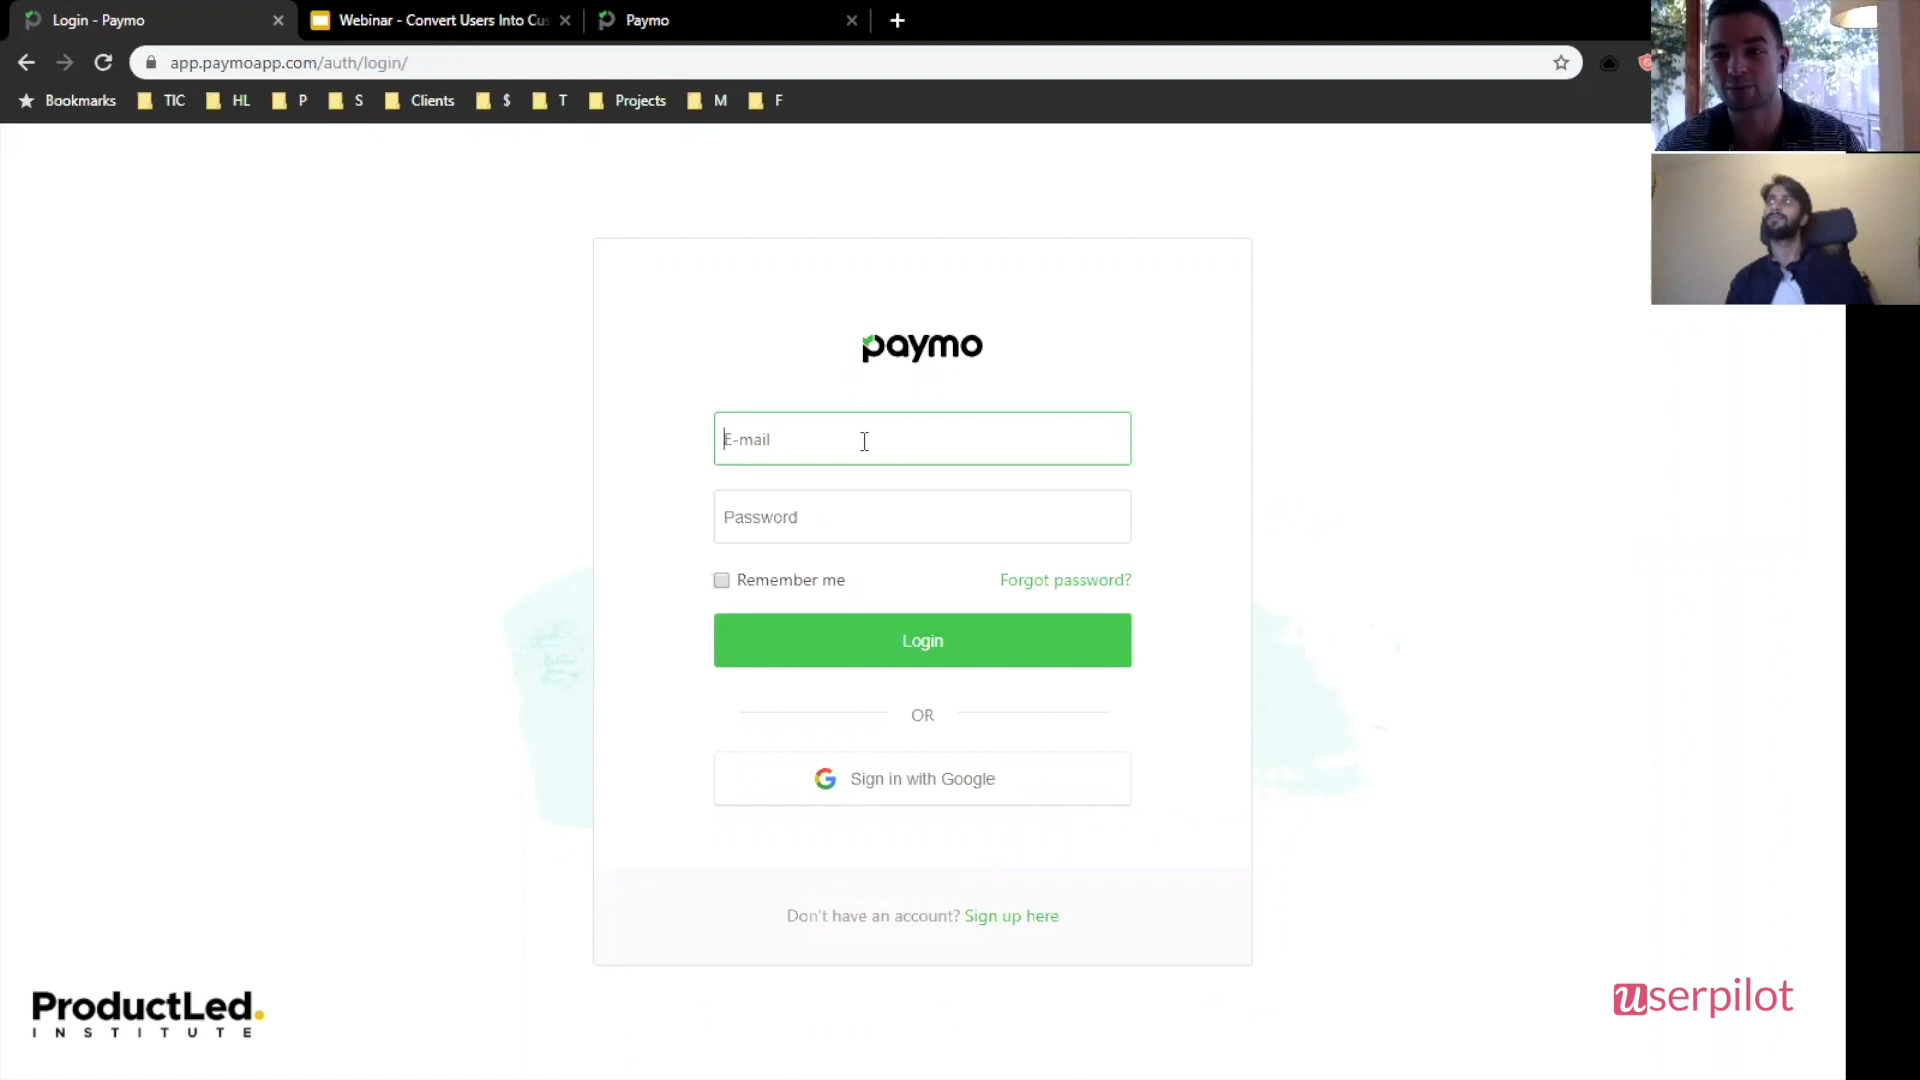 Login - Paymo
Webinar - Convert Users Into Cus
Paymo
app.paymoapp.com/auth/login/
Bookmarks TIC HL P S Clients $ T Projects M F
paymo
E-mail
Password
Remember me Forgot password?
Login
OR
Sign in with Google
Don't have an account? Sign up here
ProductLed.
INSTITUTE
userpilot